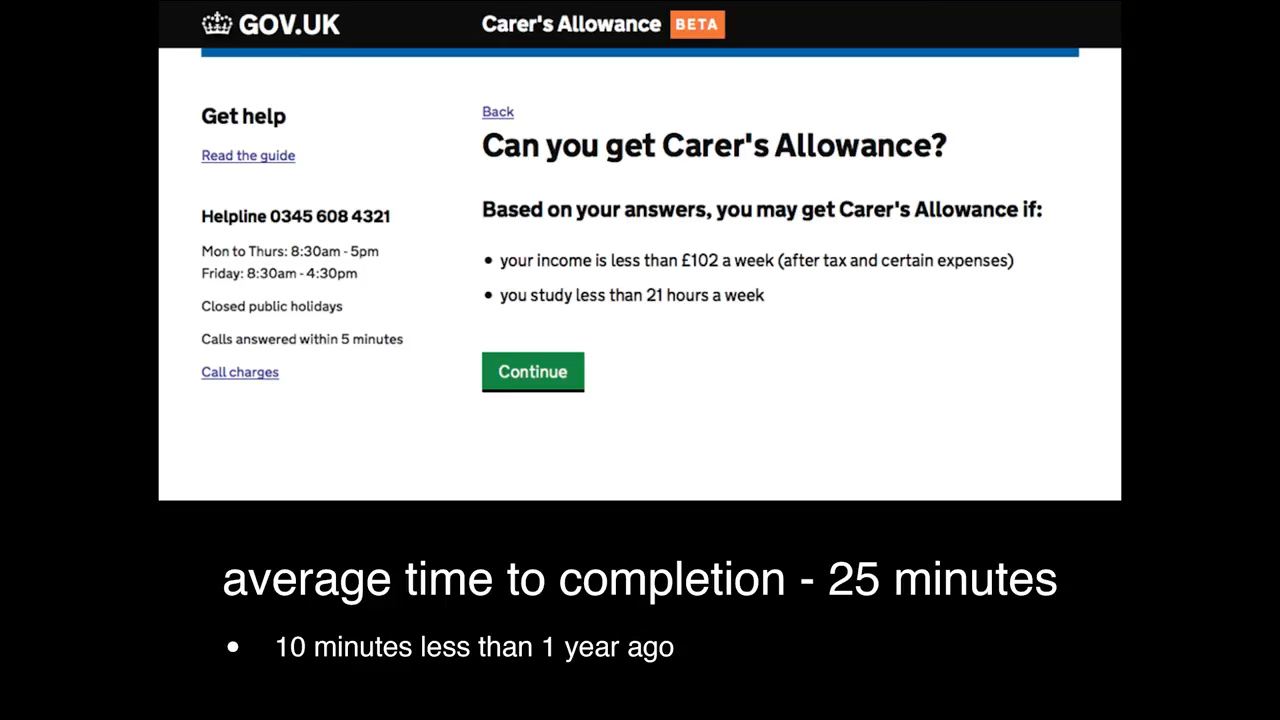 GOV.UK
Carer's Allowance BETA
Get help
Read the guide
Helpline 0345 608 4321
Mon to Thurs: 8:30am - 5pm
Friday: 8:30am - 4:30pm
Closed public holidays
Calls answered within 5 minutes
Call charges
Back
Can you get Carer's Allowance?
Based on your answers, you may get Carer's Allowance if:
• your income is less than £102 a week (after tax and certain expenses)
• you study less than 21 hours a week
Continue
average time to completion - 25 minutes
• 10 minutes less than 1 year ago